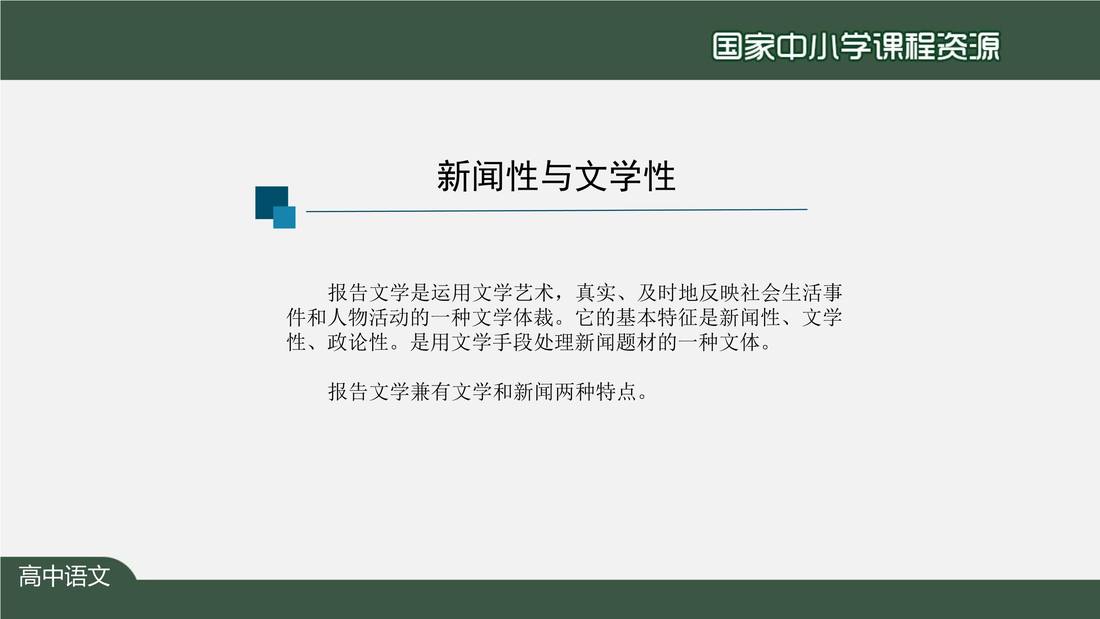 国家中小学课程资源
新闻性与文学性
报告文学是运用文学艺术，真实、及时地反映社会生活事
件和人物活动的一种文学体裁。它的基本特征是新闻性、文学
性、政论性。是用文学手段处理新闻题材的一种文体。
报告文学兼有文学和新闻两种特点。
高中语文